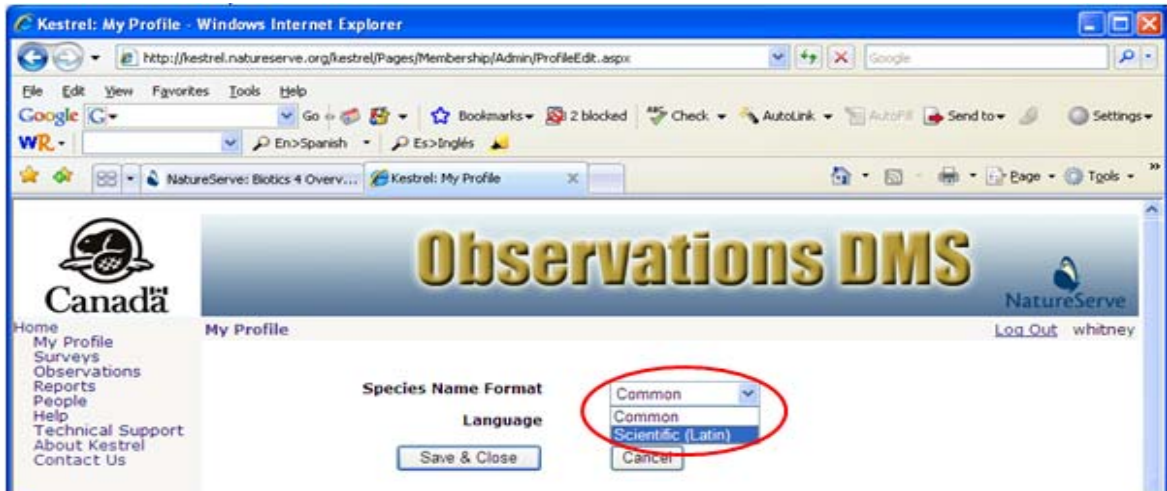 Kestrel: My Profile - Windows Internet Explorer
http://kestrel.natureserve.org/kestrel/Pages/Membership/Admin/ProfileEdit.aspx Google
File Edit View Favorites Tools Help
Google G Go Bookmarks 2 blocked Check AutoLink AutoFill Send to Settings
WR En>Spanish Es>Inglés
NatureServe: Biotics 4 Overv... Kestrel: My Profile Page Tools
Observations DMS
Canada NatureServe
Home My Profile Log Out whitney
My Profile
Surveys
Observations
Reports
People
Help
Technical Support
About Kestrel
Contact Us
Species Name Format Common
Common
Language Scientific (Latin)
Save & Close Cancel